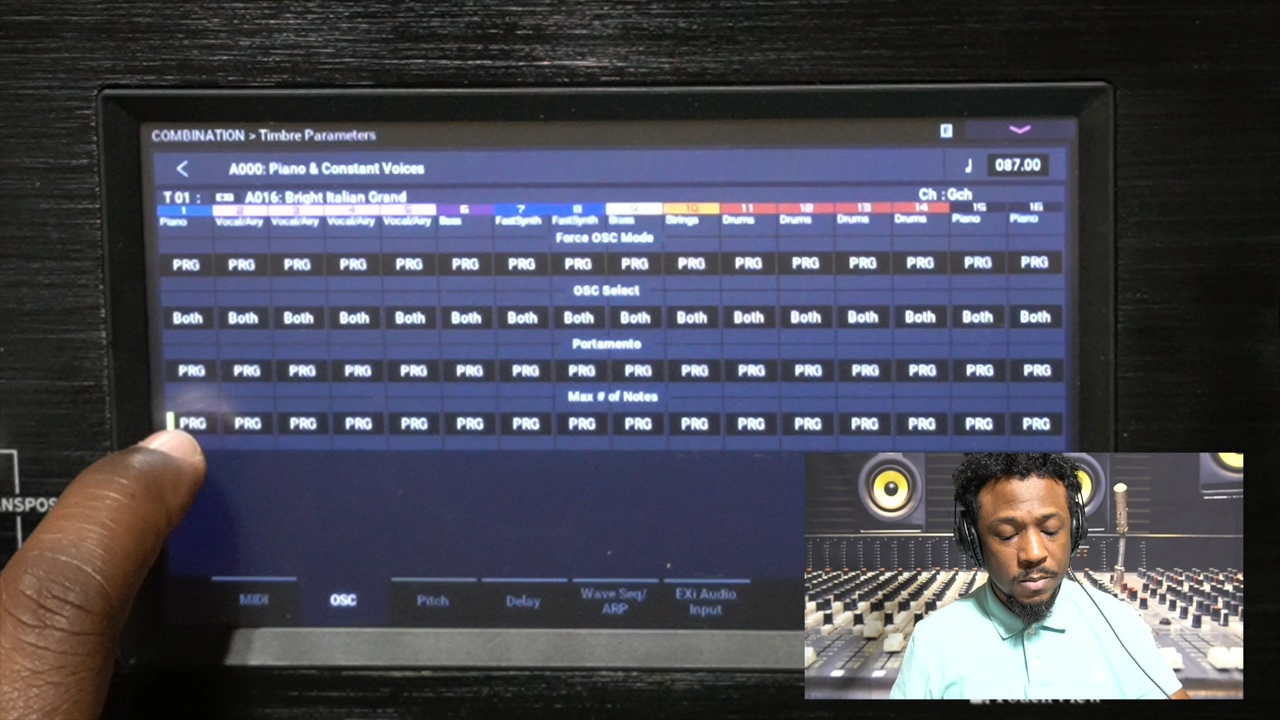 COMBINATION > Timbre Parameters E
< A000: Piano & Constant Voices ♩ 087.00
T 01 : EXi A016: Bright Italian Grand Ch : Gch
1 2 3 4 5 6 7 8 9 10 11 12 13 14 15 16
Piano Vocal/Airy Vocal/Airy Vocal/Airy Vocal/Airy Bass FastSynth FastSynth Brass Strings Drums Drums Drums Drums Piano Piano
Force OSC Mode
PRG PRG PRG PRG PRG PRG PRG PRG PRG PRG PRG PRG PRG PRG PRG PRG
OSC Select
Both Both Both Both Both Both Both Both Both Both Both Both Both Both Both Both
Portamento
PRG PRG PRG PRG PRG PRG PRG PRG PRG PRG PRG PRG PRG PRG PRG PRG
Max # of Notes
PRG PRG PRG PRG PRG PRG PRG PRG PRG PRG PRG PRG PRG PRG PRG PRG
ANSPOS
MIDI OSC Pitch Delay Wave Seq/ EXi Audio
ARP Input